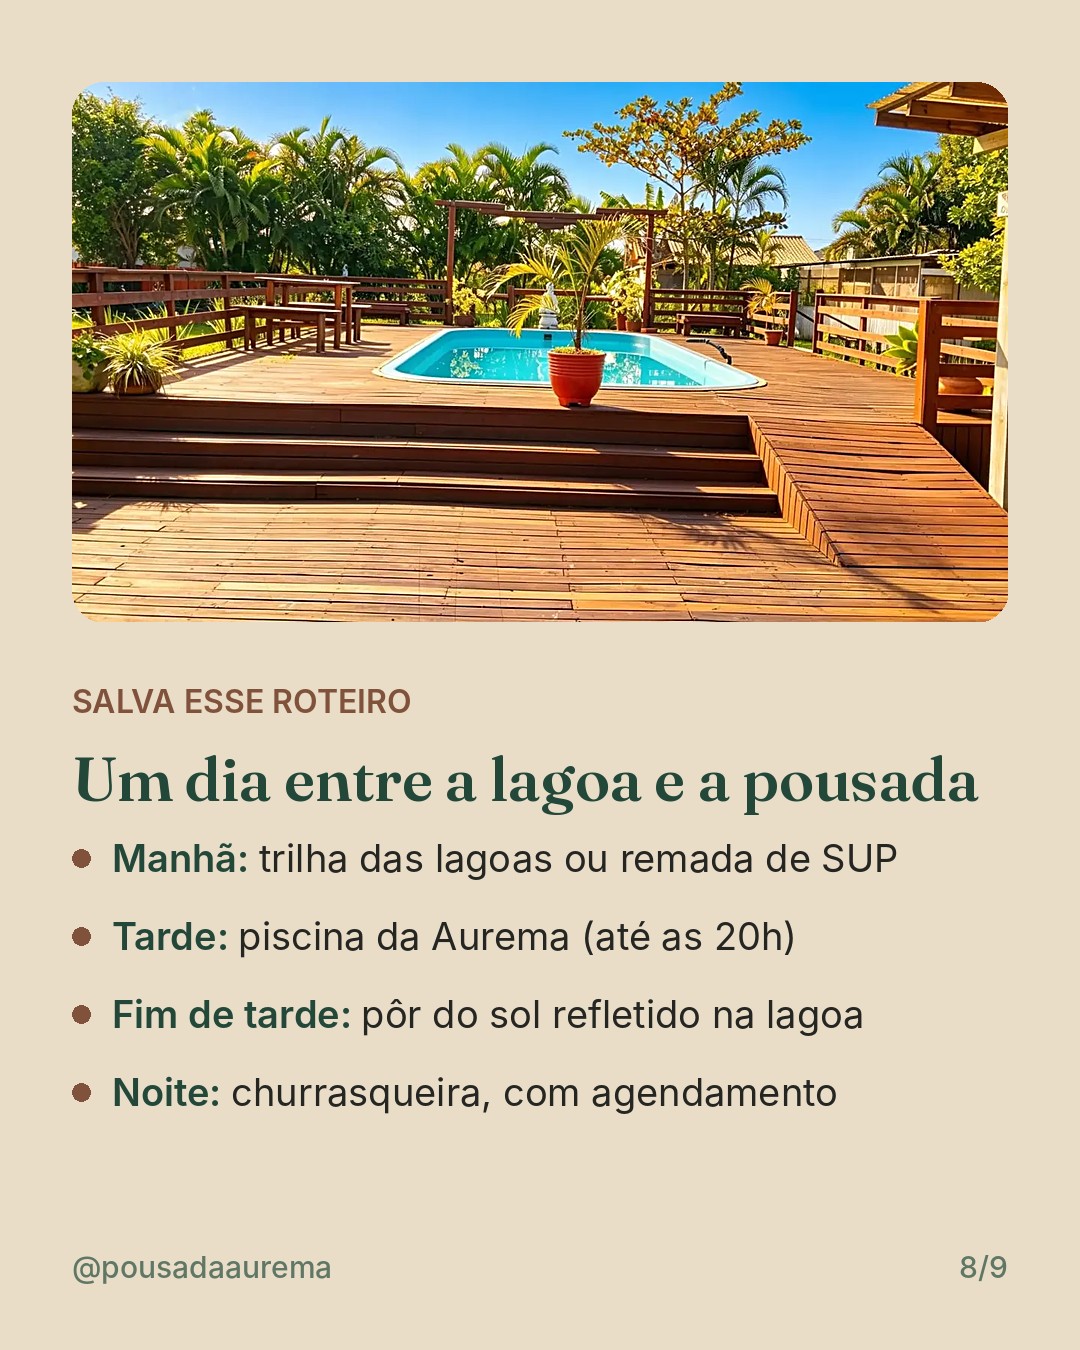 SALVA ESSE ROTEIRO
Um dia entre a lagoa e a pousada
Manhã: trilha das lagoas ou remada de SUP
Tarde: piscina da Aurema (até as 20h)
Fim de tarde: pôr do sol refletido na lagoa
Noite: churrasqueira, com agendamento
@pousadaaurema
8/9